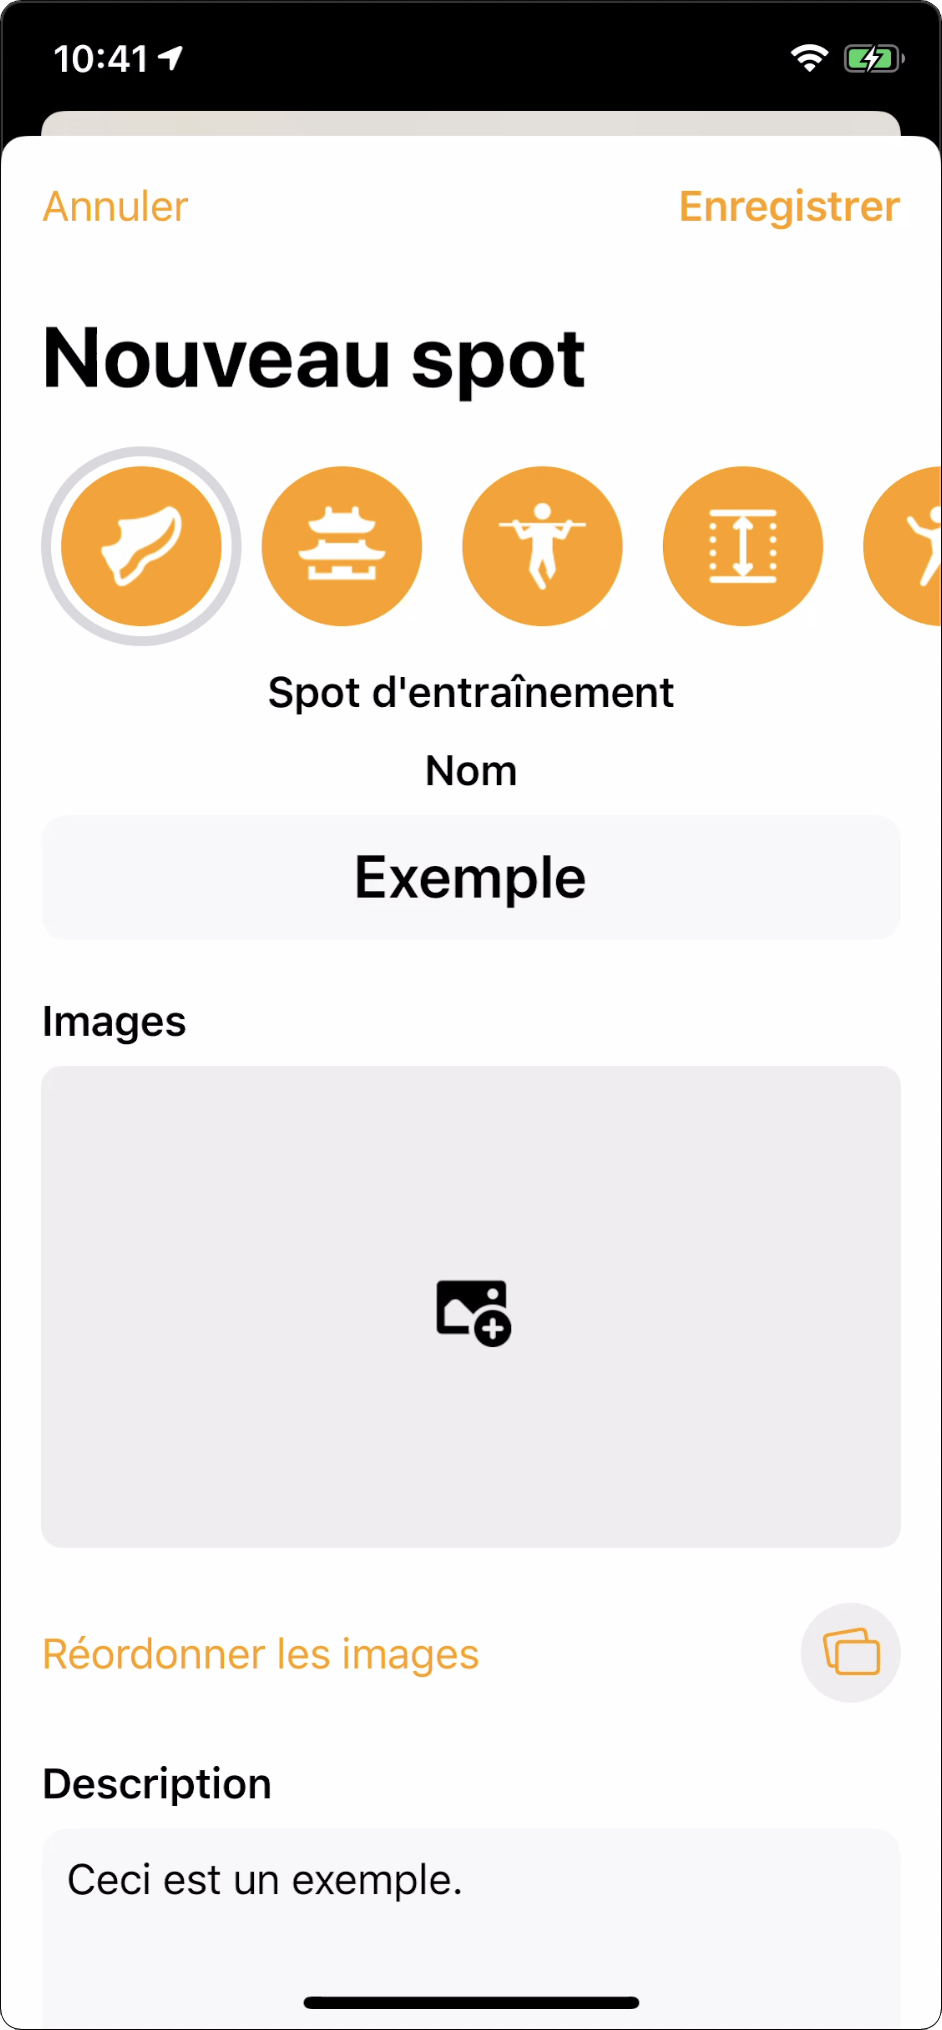 10:41
Annuler
Enregistrer
Nouveau spot
Spot d'entraînement
Nom
Exemple
Images
Réordonner les images
Description
Ceci est un exemple.